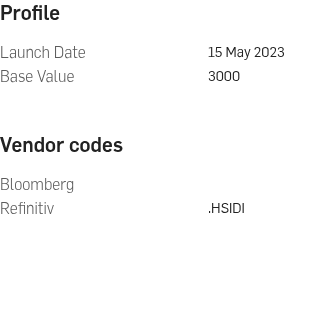 Profile
Launch Date 15 May 2023
Base Value 3000
Vendor codes
Bloomberg
Refinitiv .HSIDI